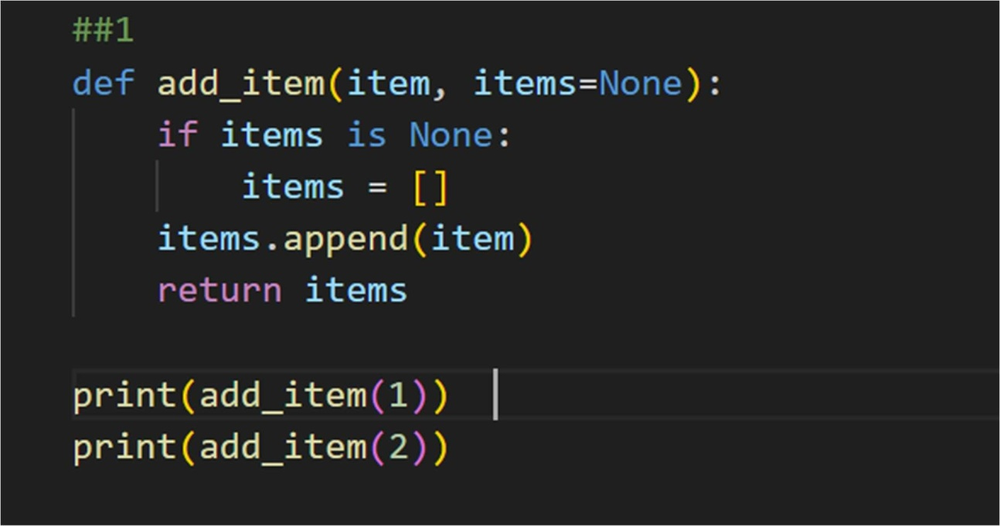 ##1
def add_item(item, items=None):
    if items is None:
        items = []
    items.append(item)
    return items
print(add_item(1))
print(add_item(2))